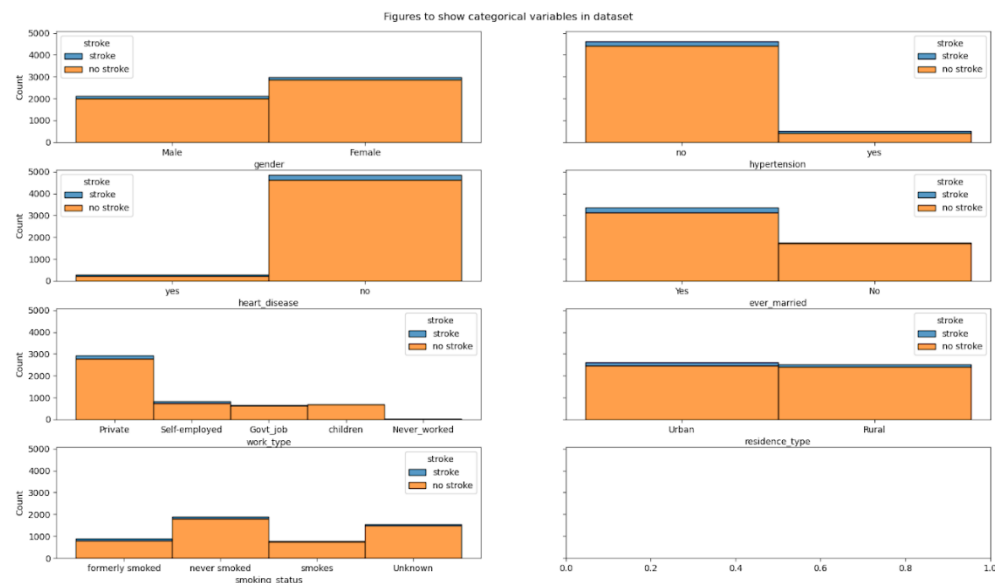 Figures to show categorical variables in dataset
5000
4000
3000
2000
1000
0
Count
stroke
stroke
no stroke
Male Female
gender
stroke
stroke
no stroke
no yes
hypertension
5000
4000
3000
2000
1000
0
Count
stroke
stroke
no stroke
yes no
heart_disease
stroke
stroke
no stroke
Yes No
ever_married
5000
4000
3000
2000
1000
0
Count
stroke
stroke
no stroke
Private Self-employed Govt_job children Never_worked
work_type
stroke
stroke
no stroke
Urban Rural
residence_type
5000
4000
3000
2000
1000
0
Count
stroke
stroke
no stroke
formerly smoked never smoked smokes Unknown
smoking_status
0.0 0.2 0.4 0.6 0.8 1.0